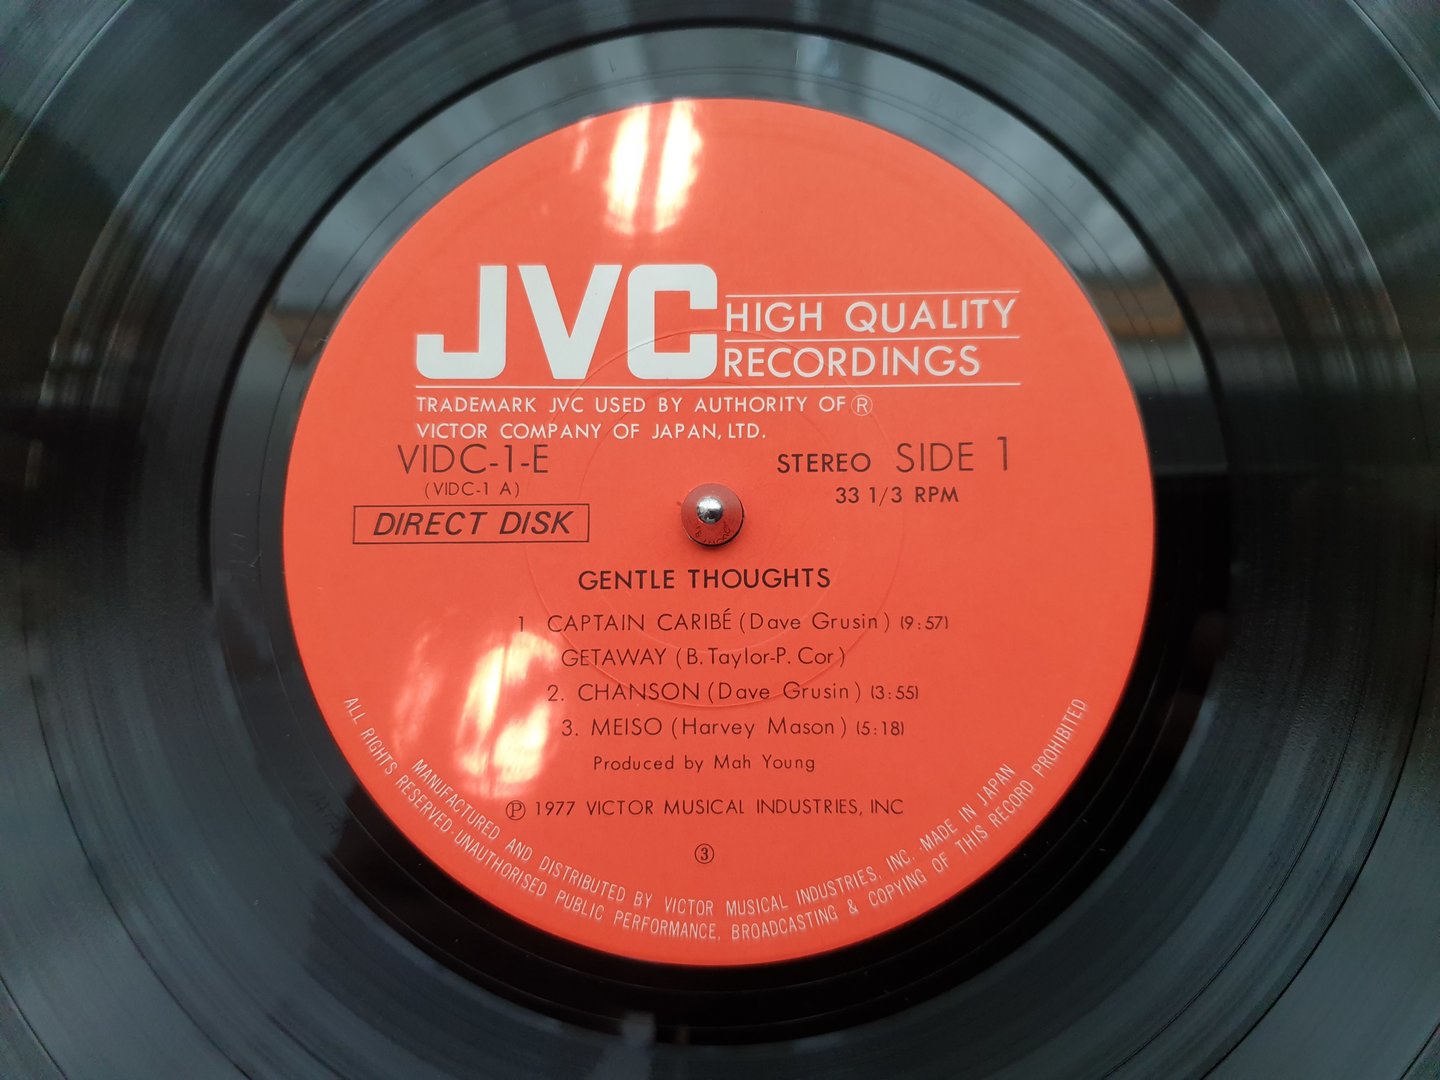 JVC HIGH QUALITY
RECORDINGS
TRADEMARK JVC USED BY AUTHORITY OF Ⓡ
VICTOR COMPANY OF JAPAN, LTD.
VIDC-1-E
(VIDC-1 A)
DIRECT DISK
STEREO SIDE 1
33 1/3 RPM
GENTLE THOUGHTS
1 CAPTAIN CARIBÉ (Dave Grusin) (9:57)
GETAWAY (B. Taylor-P. Cor)
2. CHANSON (Dave Grusin) (3:55)
3. MEISO (Harvey Mason) (5:18)
Produced by Mah Young
Ⓟ 1977 VICTOR MUSICAL INDUSTRIES, INC
③
MANUFACTURED AND DISTRIBUTED BY VICTOR MUSICAL INDUSTRIES, INC. MADE IN JAPAN
ALL RIGHTS RESERVED·UNAUTHORISED PUBLIC PERFORMANCE, BROADCASTING & COPYING OF THIS RECORD PROHIBITED